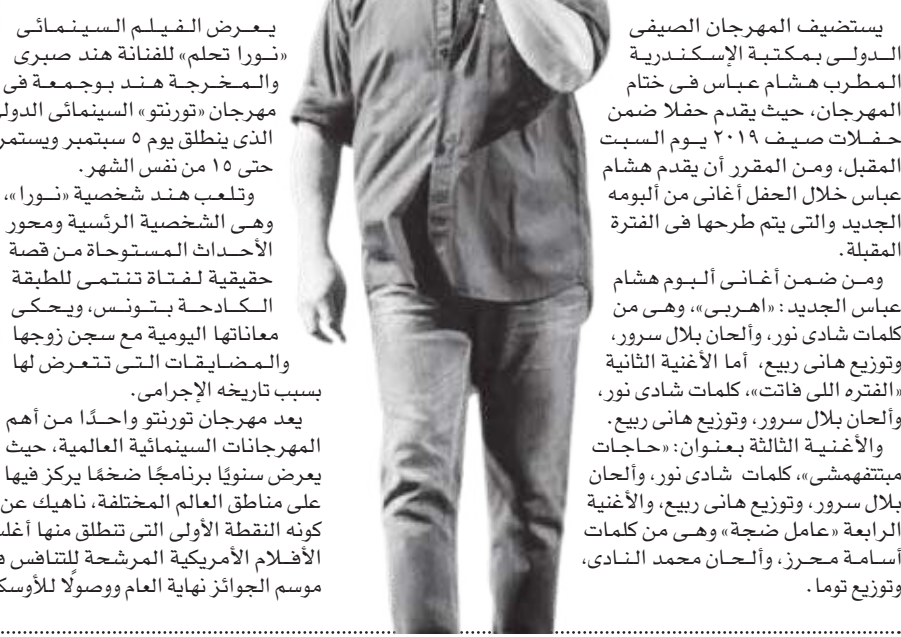 يستضيف المهرجان الصيفى
الدولى بمكتبة الإسكندرية
المطرب هشام عباس فى ختام
المهرجان، حيث يقدم حفلا ضمن
حفلات صيف ٢٠١٩ يوم السبت
المقبل، ومن المقرر أن يقدم هشام
عباس خلال الحفل أغانى من ألبومه
الجديد والتى يتم طرحها فى الفترة
المقبلة.
ومن ضمن أغانى ألبوم هشام
عباس الجديد: «اهربى»، وهى من
كلمات شادى نور، وألحان بلال سرور،
وتوزيع هانى ربيع، أما الأغنية الثانية
«الفتره اللى فاتت»، كلمات شادى نور،
وألحان بلال سرور، وتوزيع هانى ربيع.
والأغنية الثالثة بعنوان: «حاجات
مبتتفهمشى»، كلمات شادى نور، وألحان
بلال سرور، وتوزيع هانى ربيع، والأغنية
الرابعة «عامل ضجة» وهى من كلمات
أسامة محرز، وألحان محمد النادى،
وتوزيع توما.
يعرض الفيلم السينمائى
«نورا تحلم» للفنانة هند صبرى
والمخرجة هند بوجمعة فى
مهرجان «تورنتو» السينمائى الدولى
الذى ينطلق يوم ٥ سبتمبر ويستمر
حتى ١٥ من نفس الشهر.
وتلعب هند شخصية «نورا»،
وهى الشخصية الرئسية ومحور
الأحداث المستوحاة من قصة
حقيقية لفتاة تنتمى للطبقة
الكادحة بتونس، ويحكى
معاناتها اليومية مع سجن زوجها
والمضايقات التى تتعرض لها
بسبب تاريخه الإجرامى.
يعد مهرجان تورنتو واحدًا من أهم
المهرجانات السينمائية العالمية، حيث
يعرض سنويًا برنامجًا ضخمًا يركز فيها
على مناطق العالم المختلفة، ناهيك عن
كونه النقطة الأولى التى تنطلق منها
الأفلام الأمريكية المرشحة للتنافس
موسم الجوائز نهاية العام ووصولًا